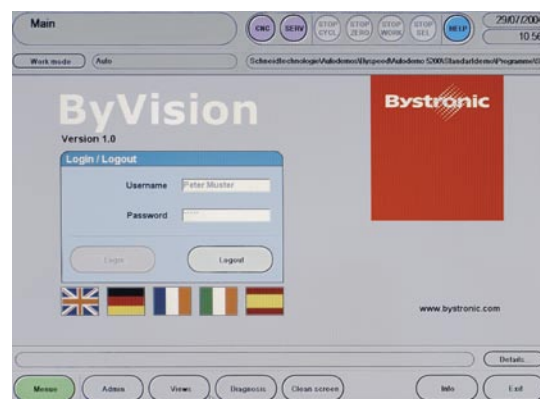 Main
CNC
SERV
STOP CYCL
STOP ZERO
STOP WORK
STOP SEL
HELP
29/07/200
10:56
Work mode
Auto
ByVision
Version 1.0
Bystronic
Login / Logout
Username
Peter Muster
Password
Login
Logout
www.bystronic.com
Details
Menus
Admin
Views
Diagnosis
Clean screen
Info
Exit